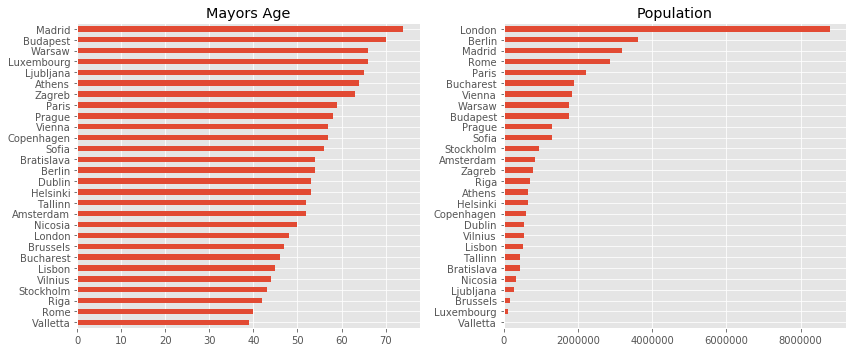 Mayors Age
Madrid
Budapest
Warsaw
Luxembourg
Ljubljana
Athens
Zagreb
Paris
Prague
Vienna
Copenhagen
Sofia
Bratislava
Berlin
Dublin
Helsinki
Tallinn
Amsterdam
Nicosia
London
Brussels
Bucharest
Lisbon
Vilnius
Stockholm
Riga
Rome
Valletta
0 10 20 30 40 50 60 70
Population
London
Berlin
Madrid
Rome
Paris
Bucharest
Vienna
Warsaw
Budapest
Prague
Sofia
Stockholm
Amsterdam
Zagreb
Riga
Athens
Helsinki
Copenhagen
Dublin
Vilnius
Lisbon
Tallinn
Bratislava
Nicosia
Ljubljana
Brussels
Luxembourg
Valletta
0 2000000 4000000 6000000 8000000